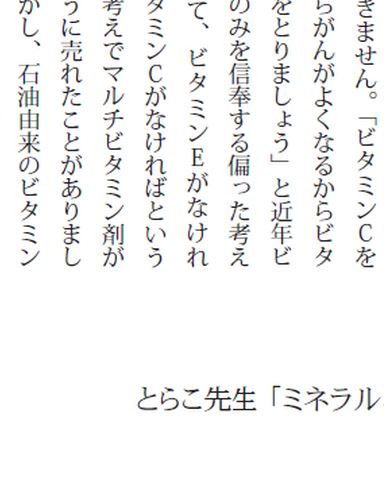 きません。「ビタミンCを
らがんがよくなるからビタ
をとりましょう」と近年ビ
のみを信奉する偏った考え
て、ビタミンEがなけれ
タミンCがなければという
考えでマルチビタミン剤が
うに売れたことがありまし
かし、石油由来のビタミン
とらこ先生「ミネラル